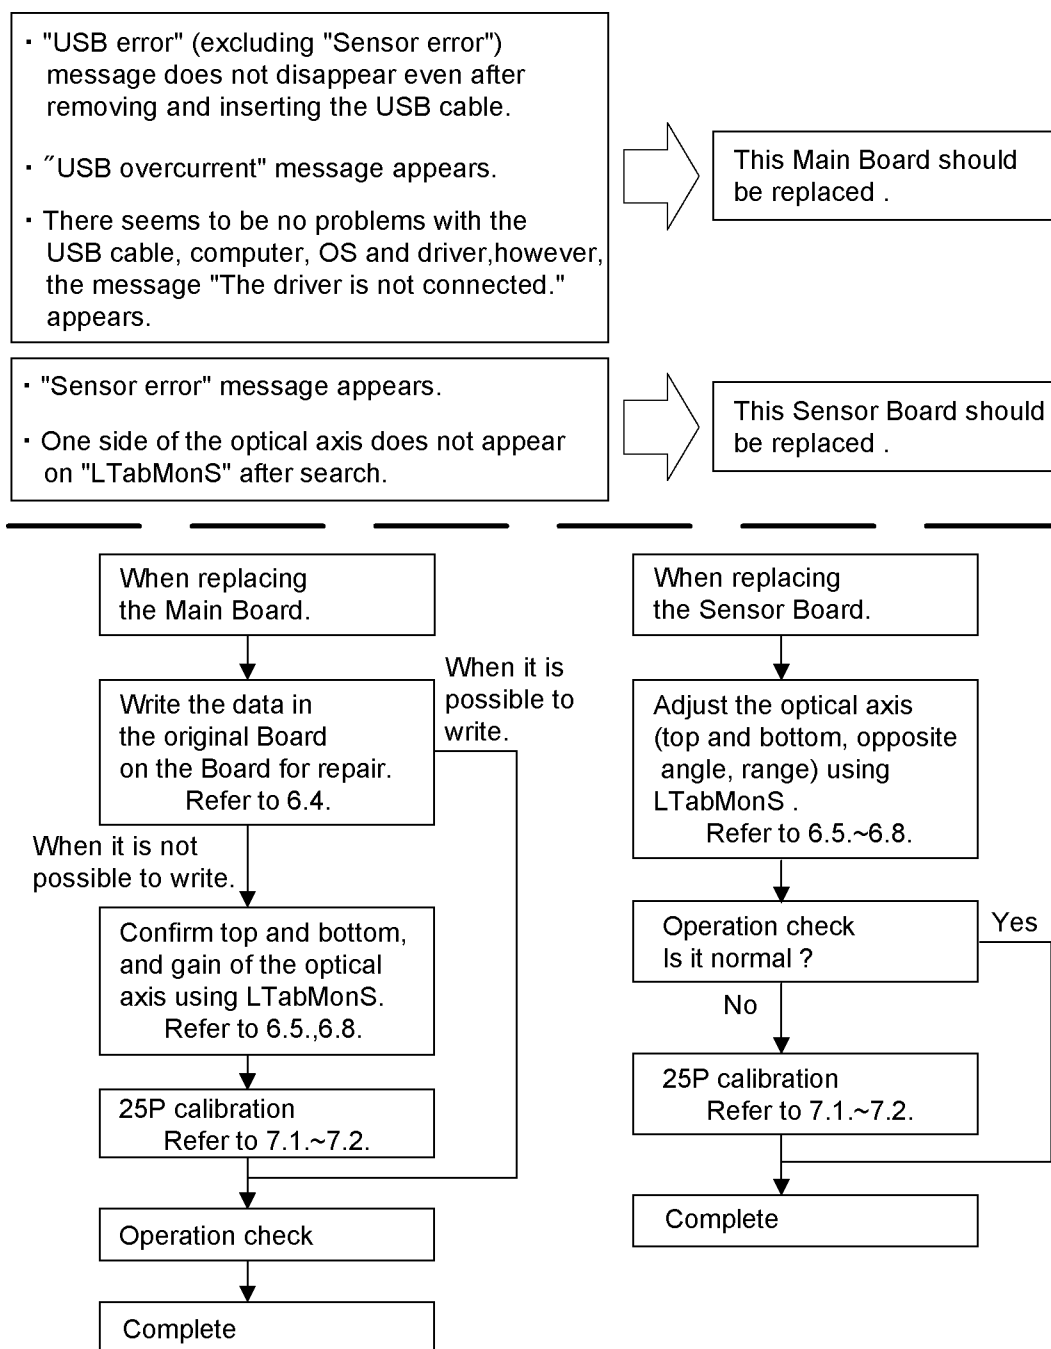 · "USB error" (excluding "Sensor error")
message does not disappear even after
removing and inserting the USB cable.
· ˝USB overcurrent" message appears.
· There seems to be no problems with the
USB cable, computer, OS and driver,however,
the message "The driver is not connected."
appears.
This Main Board should
be replaced .
· "Sensor error" message appears.
· One side of the optical axis does not appear
on "LTabMonS" after search.
This Sensor Board should
be replaced .
When replacing
the Main Board.
Write the data in
the original Board
on the Board for repair.
Refer to 6.4.
When it is
possible to
write.
When it is not
possible to write.
Confirm top and bottom,
and gain of the optical
axis using LTabMonS.
Refer to 6.5.,6.8.
25P calibration
Refer to 7.1.~7.2.
Operation check
Complete
When replacing
the Sensor Board.
Adjust the optical axis
(top and bottom, opposite
angle, range) using
LTabMonS .
Refer to 6.5.~6.8.
Operation check
Is it normal ?
Yes
No
25P calibration
Refer to 7.1.~7.2.
Complete